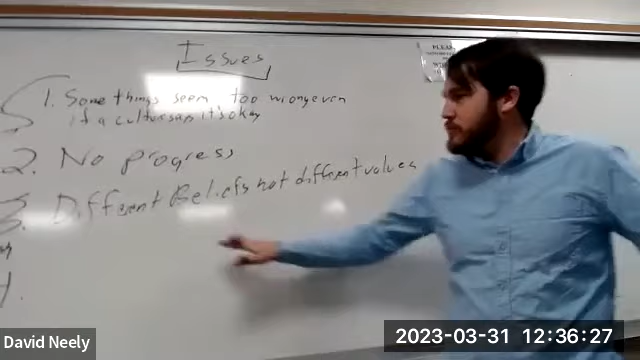 Issues
1. Some things seem too wrong even
if a culture says it's okay
2. No progress
3. Different Beliefs not different values
PLEA
David Neely
2023-03-31 12:36:27